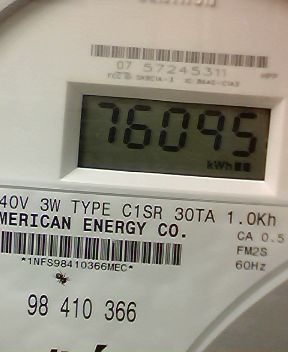 07 57245311
76095
kWh
40V 3W TYPE C1SR 30TA 1.0Kh
MERICAN ENERGY CO.
CA 0.5
*1NFS98410366MEC*
FM2S
60Hz
98 410 366